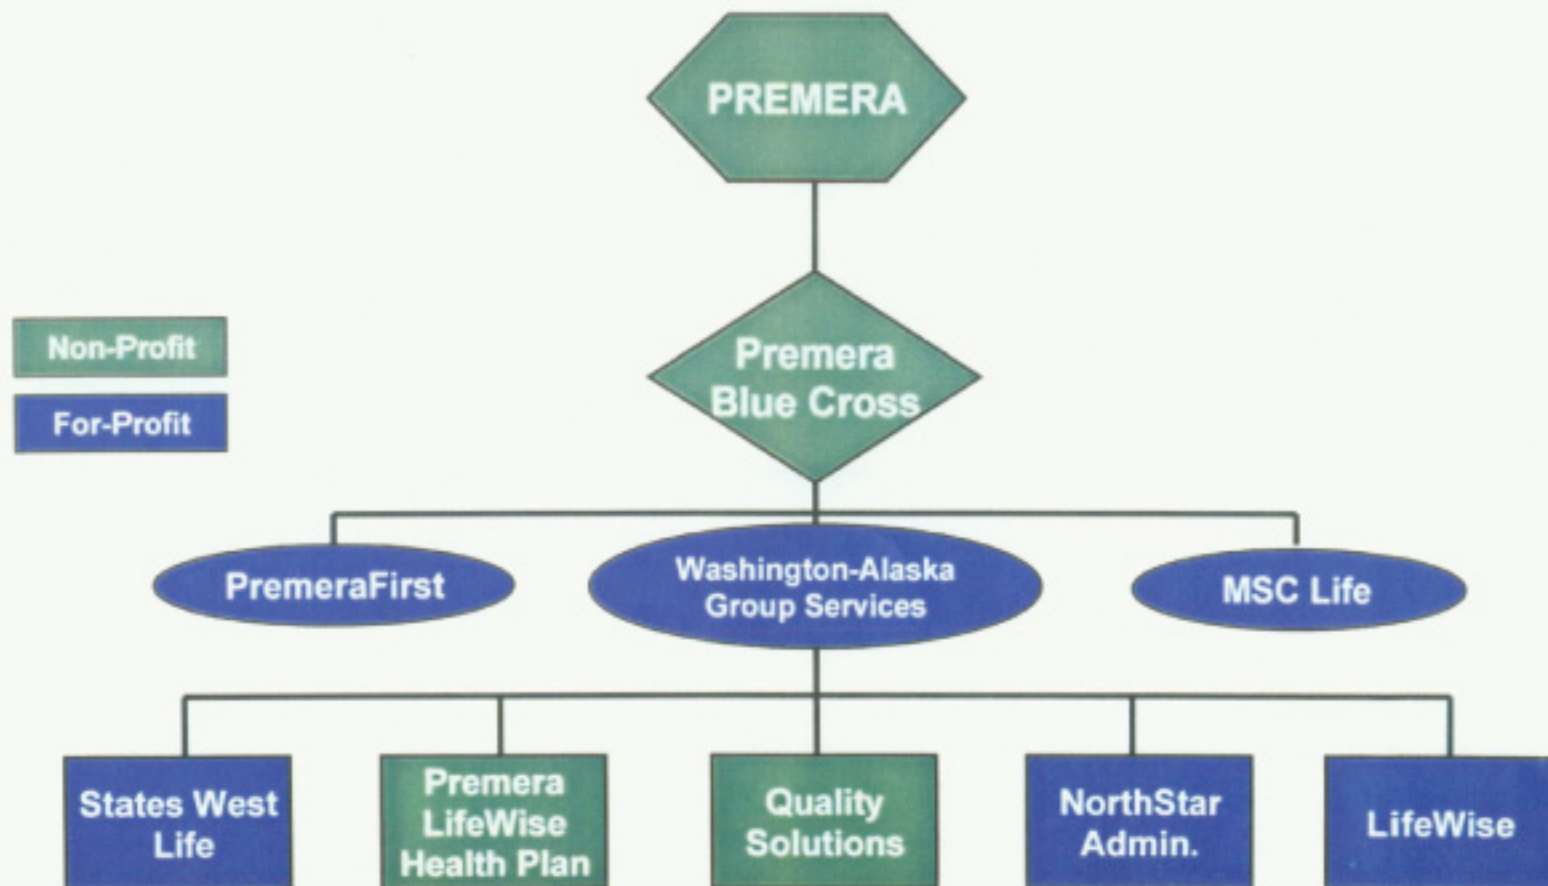 PREMERA
Premera
Blue Cross
Non-Profit
For-Profit
PremeraFirst
Washington-Alaska
Group Services
MSC Life
States West
Life
Premera
LifeWise
Health Plan
Quality
Solutions
NorthStar
Admin.
LifeWise